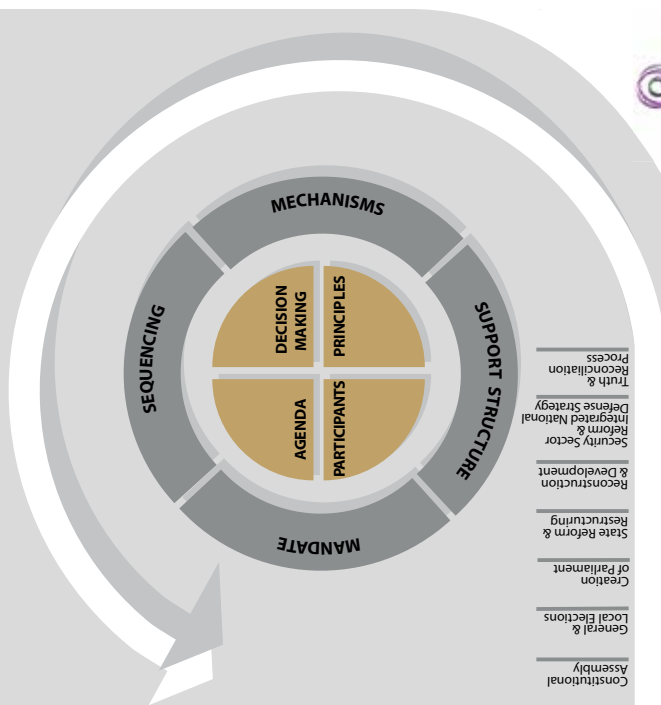 MECHANISMS
SUPPORT STRUCTURE
MANDATE
SEQUENCING
DECISION
MAKING
PRINCIPLES
AGENDA
PARTICIPANTS
Constitutional
Assembly
General &
Local Elections
Creation
of Parliament
State Reform &
Restructuring
Reconstruction
& Development
Security Sector
Reform &
Integrated National
Defense Strategy
Truth &
Reconciliation
Process